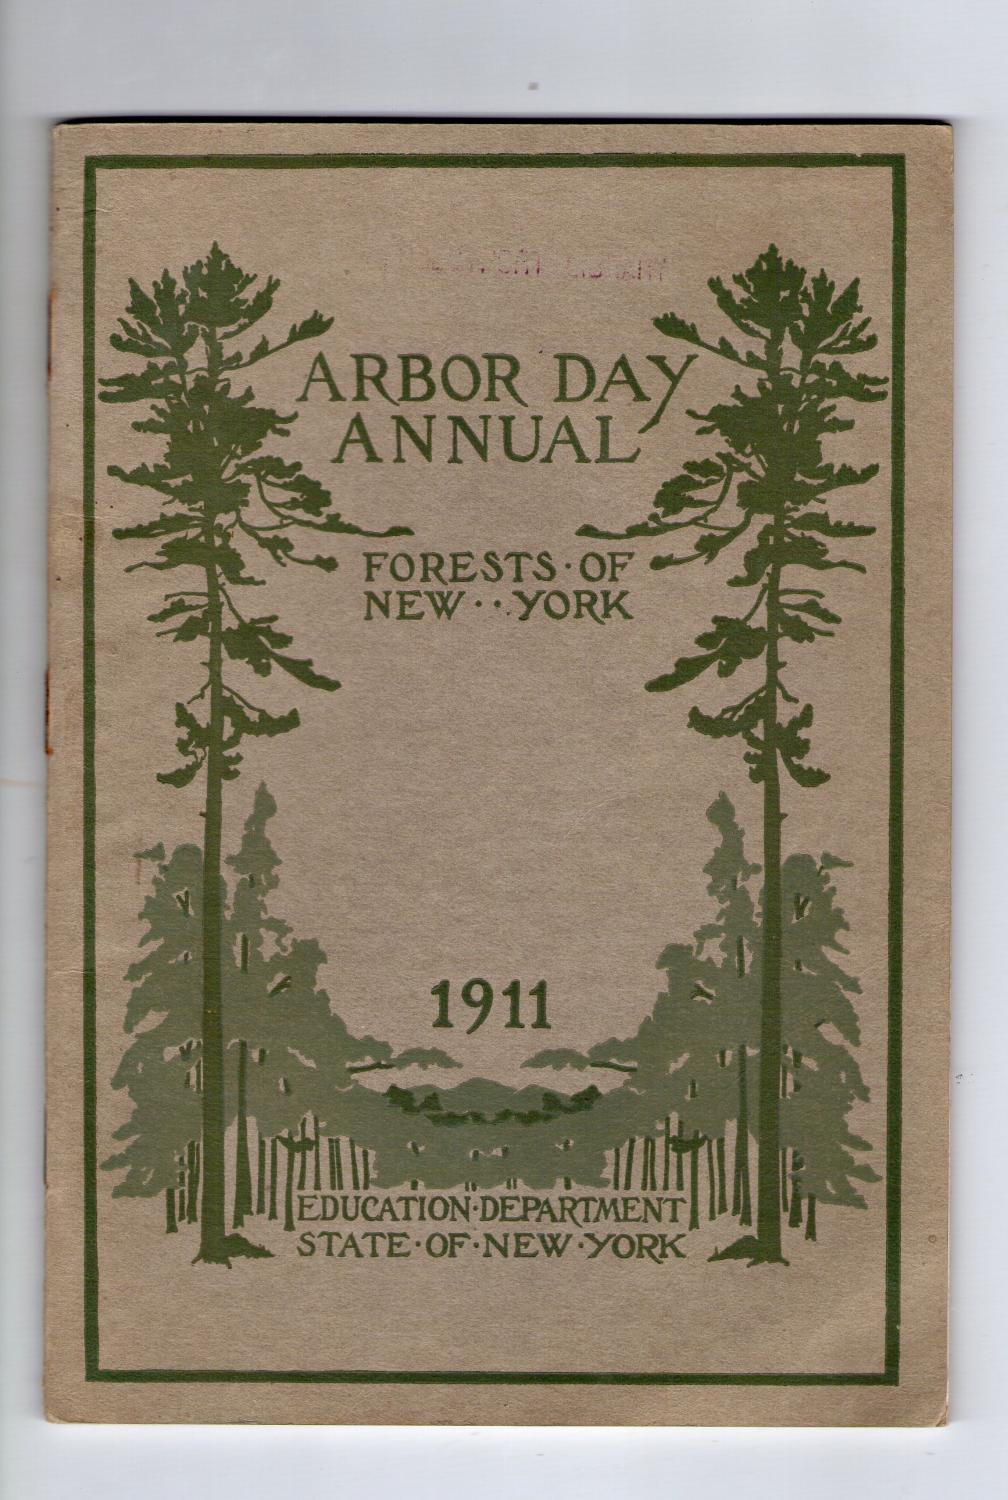 ARBOR DAY
ANNUAL
FORESTS·OF
NEW···YORK
1911
EDUCATION·DEPARTMENT
STATE·OF·NEW·YORK